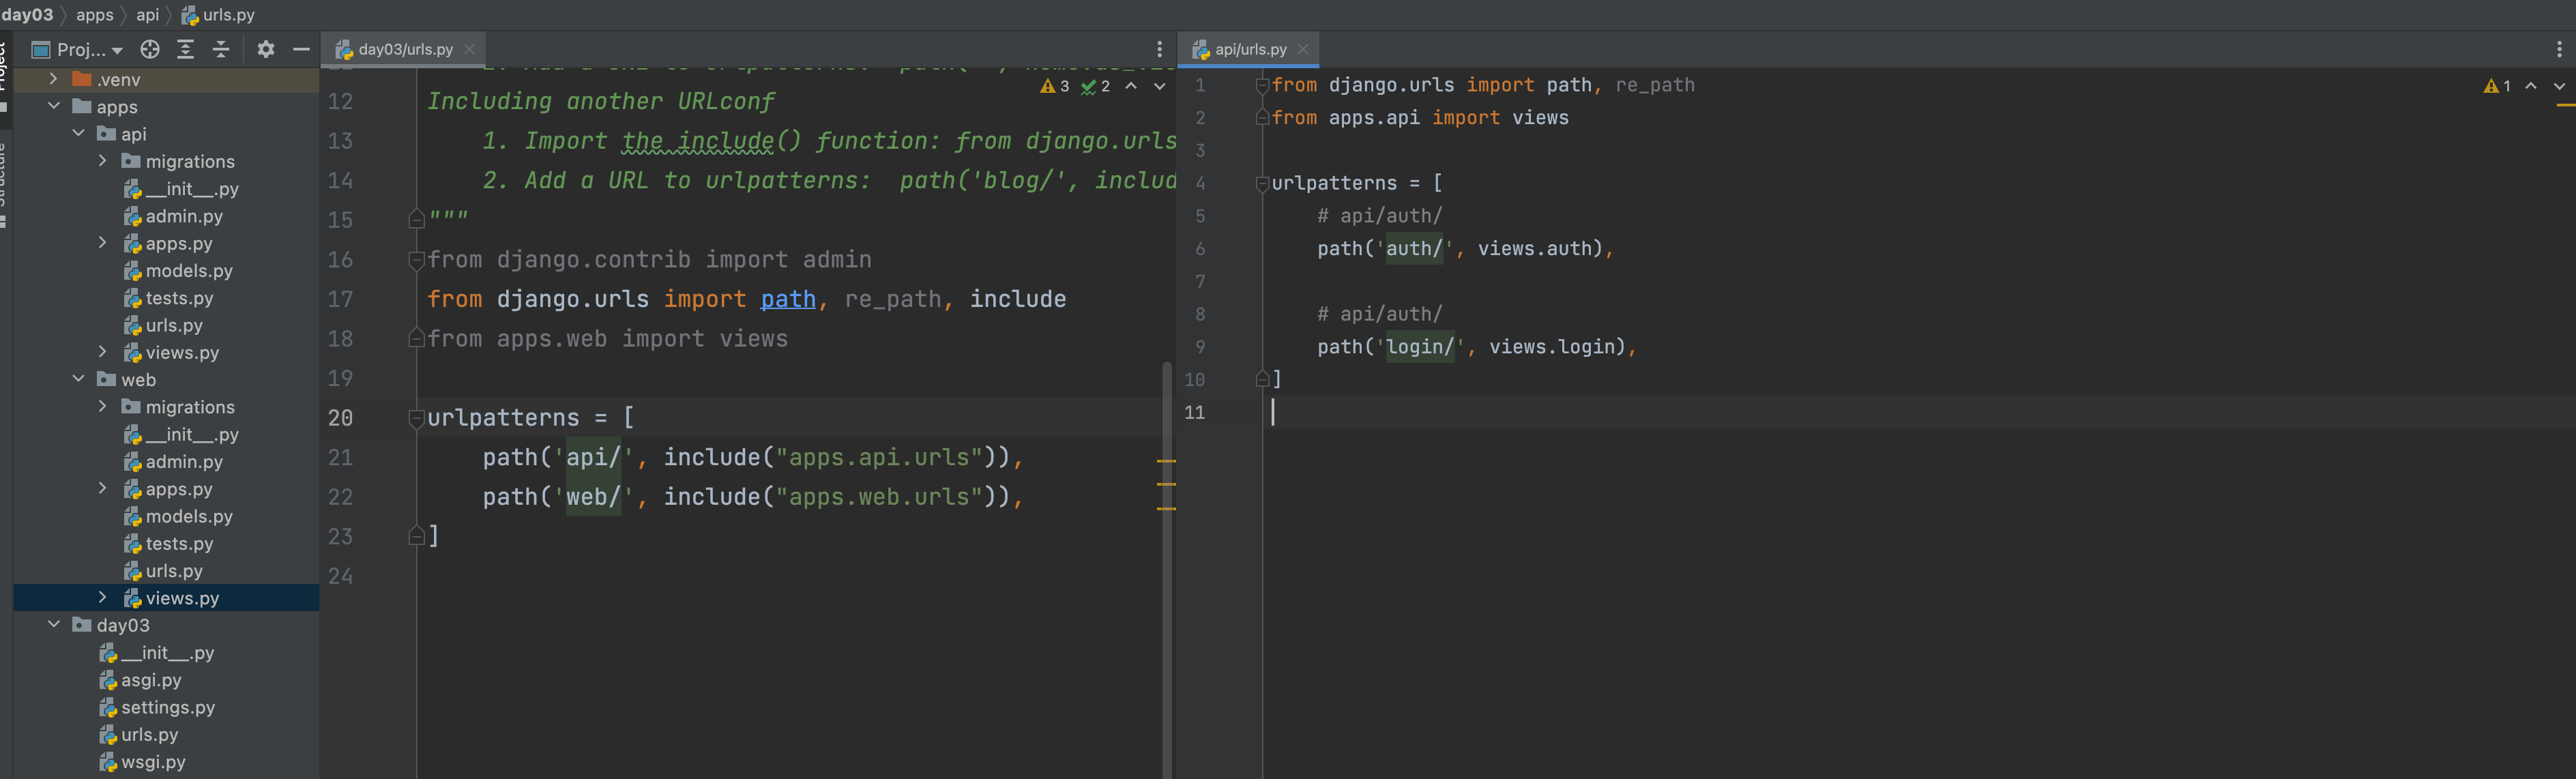 day03 apps api urls.py
Project
Structure
Proj...
.venv
apps
api
migrations
__init__.py
admin.py
apps.py
models.py
tests.py
urls.py
views.py
web
migrations
__init__.py
admin.py
apps.py
models.py
tests.py
urls.py
views.py
day03
__init__.py
asgi.py
settings.py
urls.py
wsgi.py
day03/urls.py
3 2
12 Including another URLconf
13 1. Import the include() function: from django.urls
14 2. Add a URL to urlpatterns:  path('blog/', includ
15 """
16 from django.contrib import admin
17 from django.urls import path, re_path, include
18 from apps.web import views
19
20 urlpatterns = [
21 path('api/', include("apps.api.urls")),
22 path('web/', include("apps.web.urls")),
23 ]
24
api/urls.py
1
1 from django.urls import path, re_path
2 from apps.api import views
3
4 urlpatterns = [
5 # api/auth/
6 path('auth/', views.auth),
7
8 # api/auth/
9 path('login/', views.login),
10 ]
11